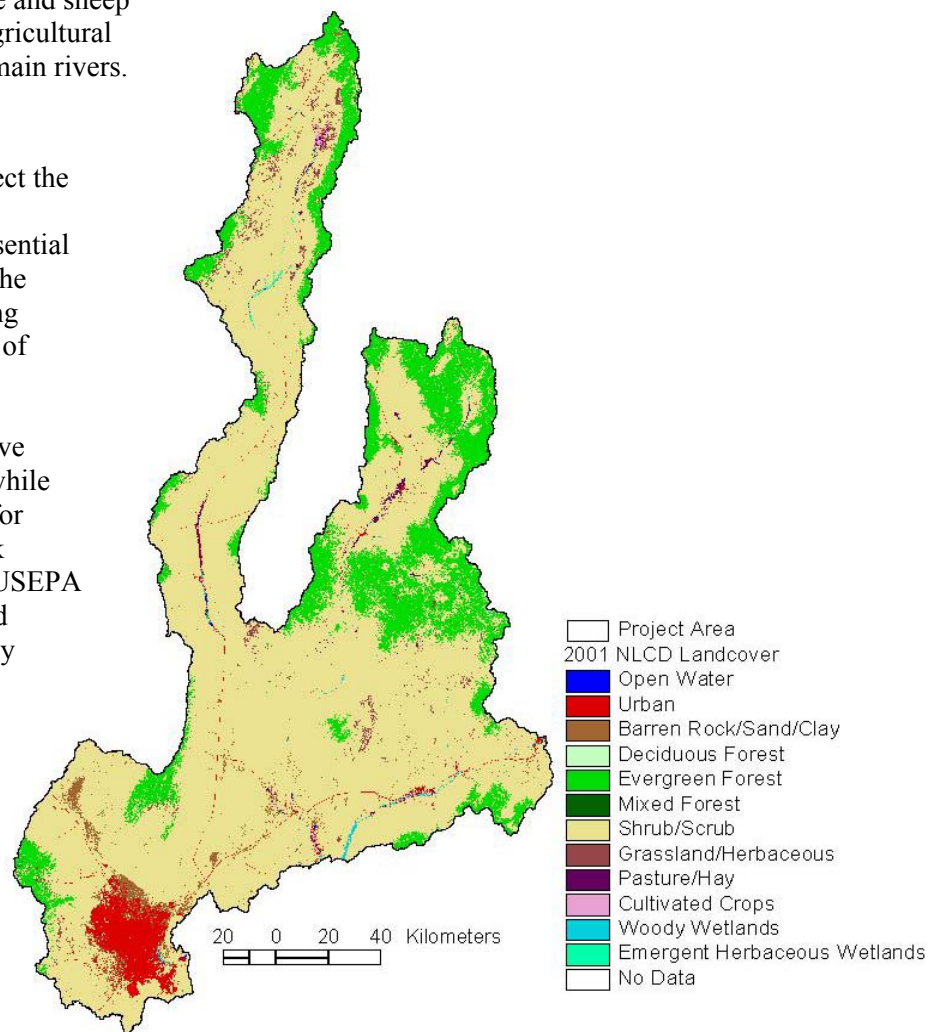 e and sheep
gricultural
main rivers.
ect the
sential
he
ng
of
ve
while
for
k
USEPA
d
y
Project Area
2001 NLCD Landcover
Open Water
Urban
Barren Rock/Sand/Clay
Deciduous Forest
Evergreen Forest
Mixed Forest
Shrub/Scrub
Grassland/Herbaceous
Pasture/Hay
Cultivated Crops
Woody Wetlands
Emergent Herbaceous Wetlands
No Data
20 0 20 40 Kilometers